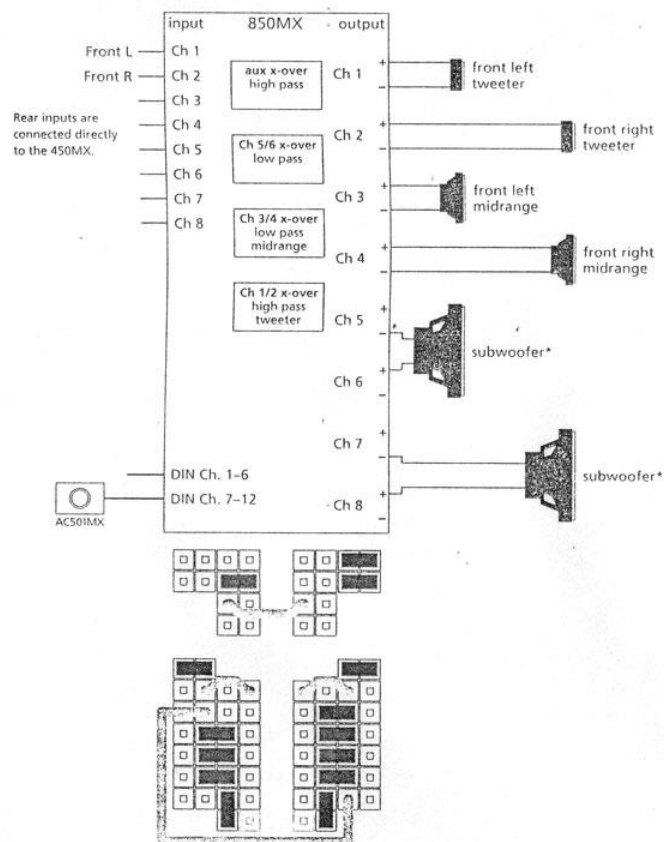 input 850MX output
Front L Ch 1
Front R Ch 2
Ch 3
Ch 4
Ch 5
Ch 6
Ch 7
Ch 8
Rear inputs are
connected directly
to the 450MX.
aux x-over
high pass
Ch 5/6 x-over
low pass
Ch 3/4 x-over
low pass
midrange
Ch 1/2 x-over
high pass
tweeter
+
Ch 1
−
front left
tweeter
+
Ch 2
−
front right
tweeter
+
Ch 3
−
front left
midrange
+
Ch 4
−
front right
midrange
+
Ch 5
−
subwoofer*
+
Ch 6
−
+
Ch 7
−
subwoofer*
+
Ch 8
−
DIN Ch. 1–6
DIN Ch. 7–12
AC501MX